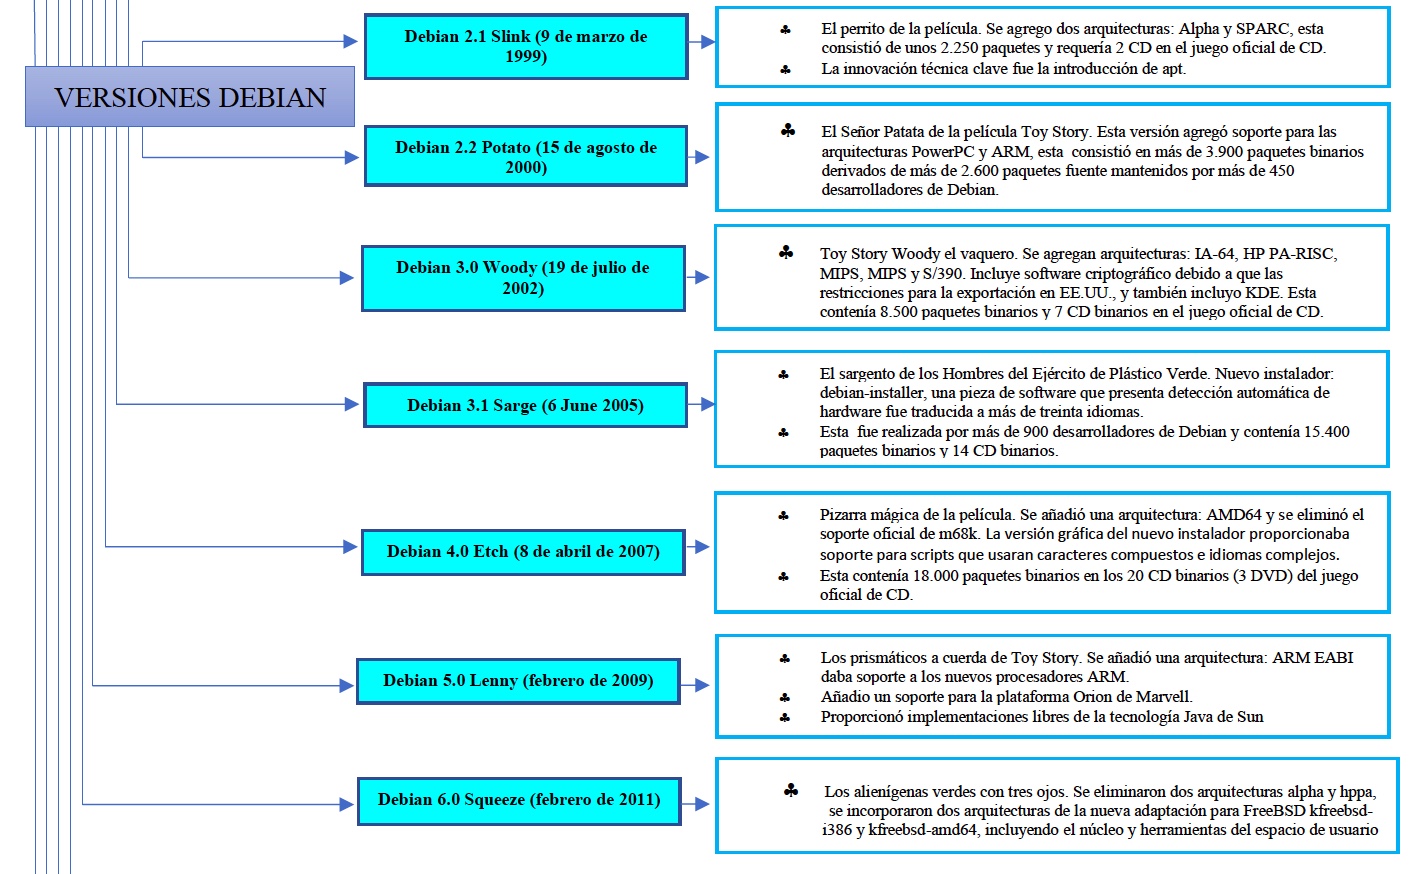 VERSIONES DEBIAN
Debian 2.1 Slink (9 de marzo de
1999)
♣ El perrito de la película. Se agrego dos arquitecturas: Alpha y SPARC, esta
consistió de unos 2.250 paquetes y requería 2 CD en el juego oficial de CD.
♣ La innovación técnica clave fue la introducción de apt.
Debian 2.2 Potato (15 de agosto de
2000)
♣ El Señor Patata de la película Toy Story. Esta versión agregó soporte para las
arquitecturas PowerPC y ARM, esta consistió en más de 3.900 paquetes binarios
derivados de más de 2.600 paquetes fuente mantenidos por más de 450
desarrolladores de Debian.
Debian 3.0 Woody (19 de julio de
2002)
♣ Toy Story Woody el vaquero. Se agregan arquitecturas: IA-64, HP PA-RISC,
MIPS, MIPS y S/390. Incluye software criptográfico debido a que las
restricciones para la exportación en EE.UU., y también incluyo KDE. Esta
contenía 8.500 paquetes binarios y 7 CD binarios en el juego oficial de CD.
Debian 3.1 Sarge (6 June 2005)
♣ El sargento de los Hombres del Ejército de Plástico Verde. Nuevo instalador:
debian-installer, una pieza de software que presenta detección automática de
hardware fue traducida a más de treinta idiomas.
♣ Esta fue realizada por más de 900 desarrolladores de Debian y contenía 15.400
paquetes binarios y 14 CD binarios.
Debian 4.0 Etch (8 de abril de 2007)
♣ Pizarra mágica de la película. Se añadió una arquitectura: AMD64 y se eliminó el
soporte oficial de m68k. La versión gráfica del nuevo instalador proporcionaba
soporte para scripts que usaran caracteres compuestos e idiomas complejos.
♣ Esta contenía 18.000 paquetes binarios en los 20 CD binarios (3 DVD) del juego
oficial de CD.
Debian 5.0 Lenny (febrero de 2009)
♣ Los prismáticos a cuerda de Toy Story. Se añadió una arquitectura: ARM EABI
daba soporte a los nuevos procesadores ARM.
♣ Añadio un soporte para la plataforma Orion de Marvell.
♣ Proporcionó implementaciones libres de la tecnología Java de Sun
Debian 6.0 Squeeze (febrero de 2011)
♣ Los alienígenas verdes con tres ojos. Se eliminaron dos arquitecturas alpha y hppa,
se incorporaron dos arquitecturas de la nueva adaptación para FreeBSD kfreebsd-
i386 y kfreebsd-amd64, incluyendo el núcleo y herramientas del espacio de usuario